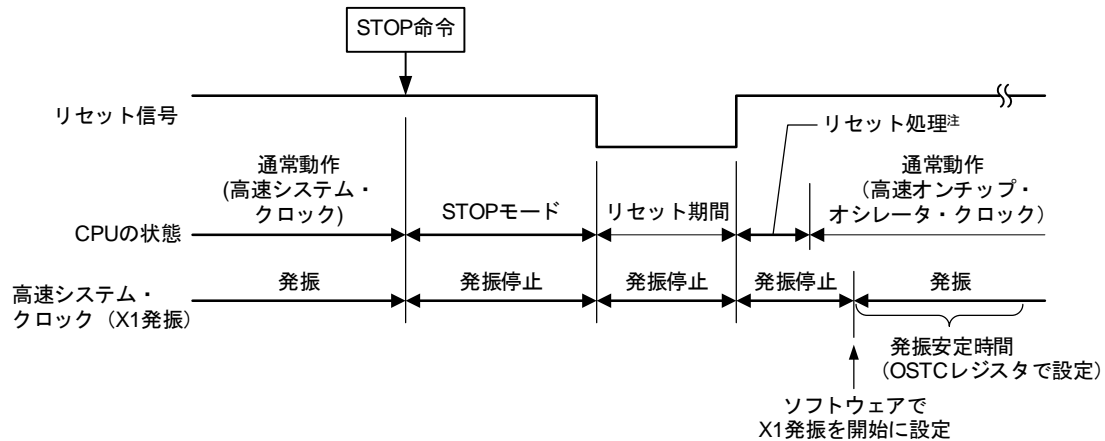 STOP命令
リセット信号
リセット処理注
通常動作
(高速システム・
クロック)
STOPモード
リセット期間
通常動作
（高速オンチップ・
オシレータ・クロック）
CPUの状態
高速システム・
クロック（X1発振）
発振
発振停止
発振停止
発振停止
発振
発振安定時間
（OSTCレジスタで設定）
ソフトウェアで
X1発振を開始に設定